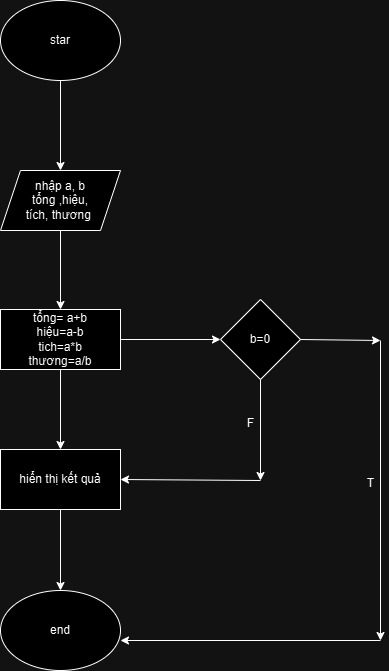 star
nhập a, b
tổng ,hiệu,
tích, thương
tổng= a+b
hiệu=a-b
tich=a*b
thương=a/b
b=0
F
T
hiển thị kết quả
end